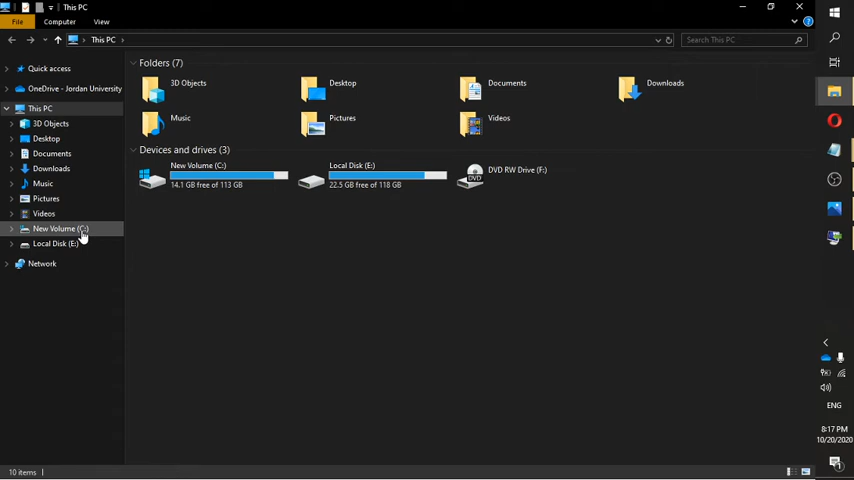 This PC
File Computer View
This PC
Search This PC
Quick access
OneDrive - Jordan University
This PC
3D Objects
Desktop
Documents
Downloads
Music
Pictures
Videos
New Volume (C:)
Local Disk (E:)
Network
Folders (7)
3D Objects Desktop Documents Downloads
Music Pictures Videos
Devices and drives (3)
New Volume (C:)
14.1 GB free of 113 GB
Local Disk (E:)
22.5 GB free of 118 GB
DVD RW Drive (F:)
DVD
10 items
ENG
8:17 PM
10/20/2020
1